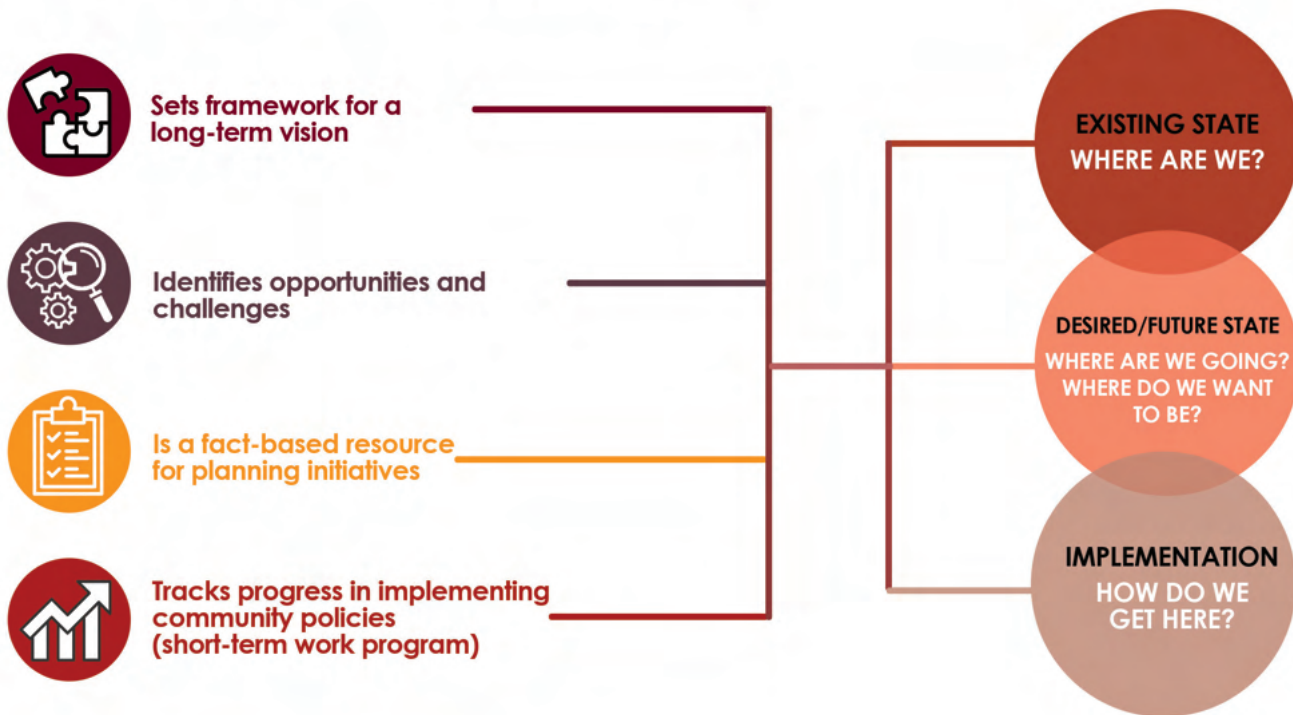 Sets framework for a
long-term vision
Identifies opportunities and
challenges
Is a fact-based resource
for planning initiatives
Tracks progress in implementing
community policies
(short-term work program)
EXISTING STATE
WHERE ARE WE?
DESIRED/FUTURE STATE
WHERE ARE WE GOING?
WHERE DO WE WANT
TO BE?
IMPLEMENTATION
HOW DO WE
GET HERE?